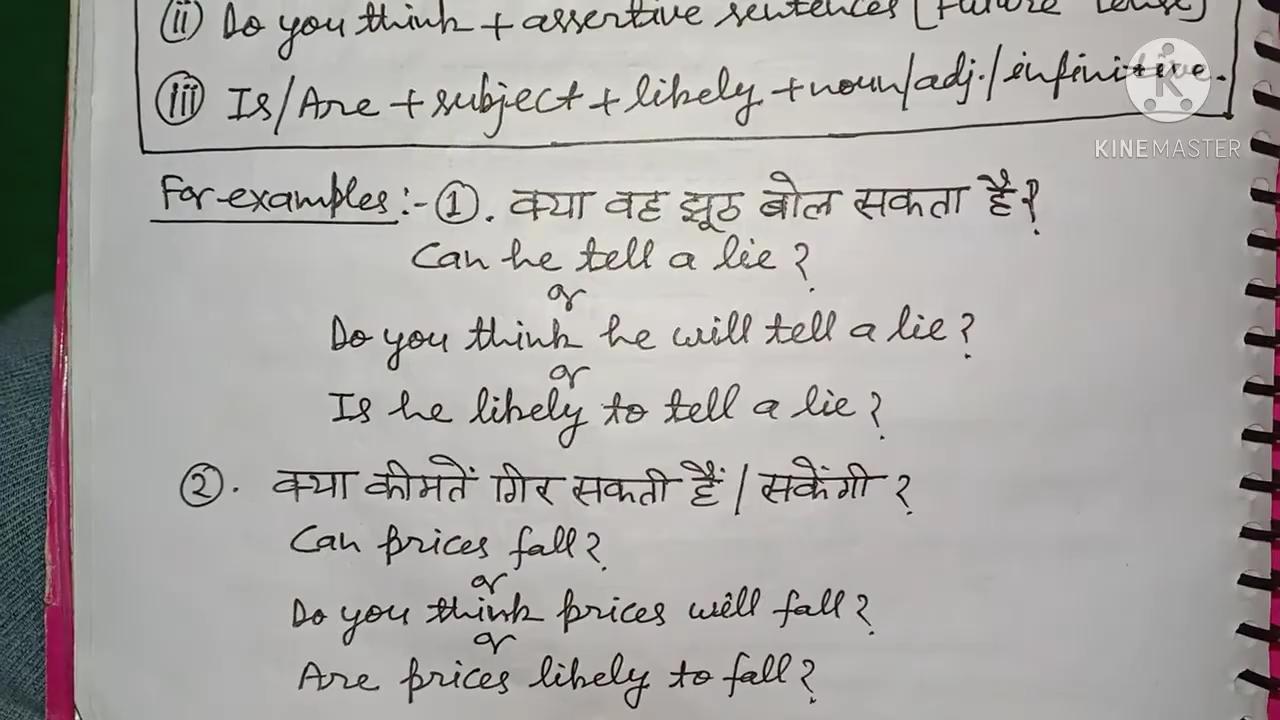 (ii) Do you think + assertive sentences [Future Tense]
(iii) Is/Are + subject + likely + noun/adj./infinitive.
KINEMASTER
For examples :- (1). क्या वह झूठ बोल सकता है?
Can he tell a lie?
or
Do you think he will tell a lie?
or
Is he likely to tell a lie?
(2). क्या कीमतें गिर सकती हैं / सकेंगी ?
Can prices fall?
or
Do you think prices will fall?
or
Are prices likely to fall?